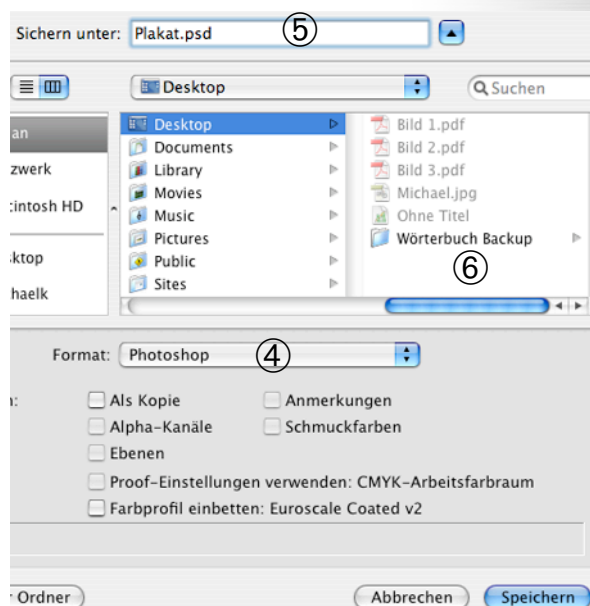 Sichern unter: Plakat.psd ⑤
Desktop Suchen
an
zwerk
cintosh HD
sktop
haelk
Desktop
Documents
Library
Movies
Music
Pictures
Public
Sites
Bild 1.pdf
Bild 2.pdf
Bild 3.pdf
Michael.jpg
Ohne Titel
Wörterbuch Backup
⑥
Format: Photoshop ④
n:
Als Kopie Anmerkungen
Alpha-Kanäle Schmuckfarben
Ebenen
Proof-Einstellungen verwenden: CMYK-Arbeitsfarbraum
Farbprofil einbetten: Euroscale Coated v2
r Ordner Abbrechen Speichern